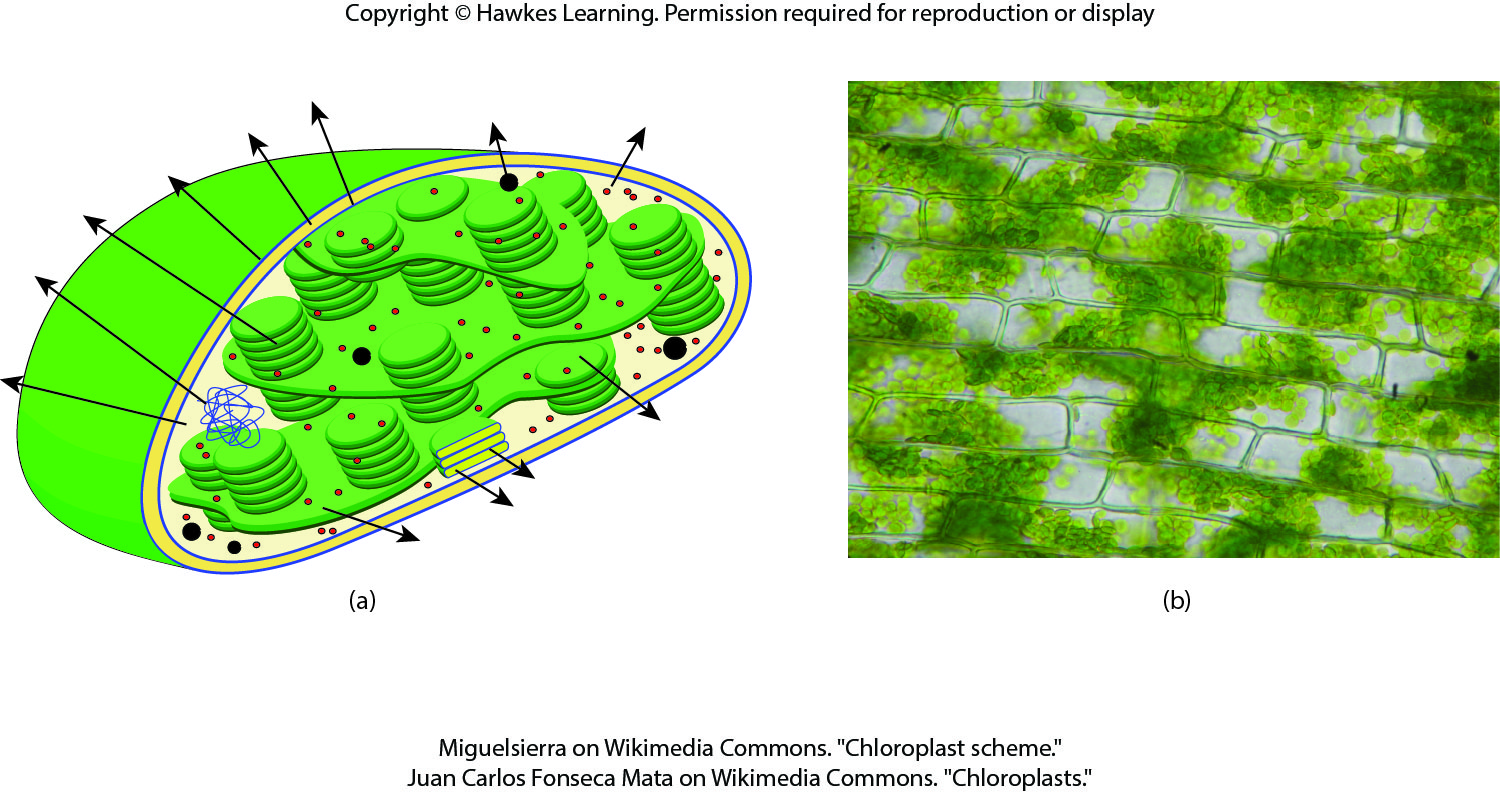 Copyright © Hawkes Learning. Permission required for reproduction or display
(a)
(b)
Miguelsierra on Wikimedia Commons. "Chloroplast scheme."
Juan Carlos Fonseca Mata on Wikimedia Commons. "Chloroplasts."